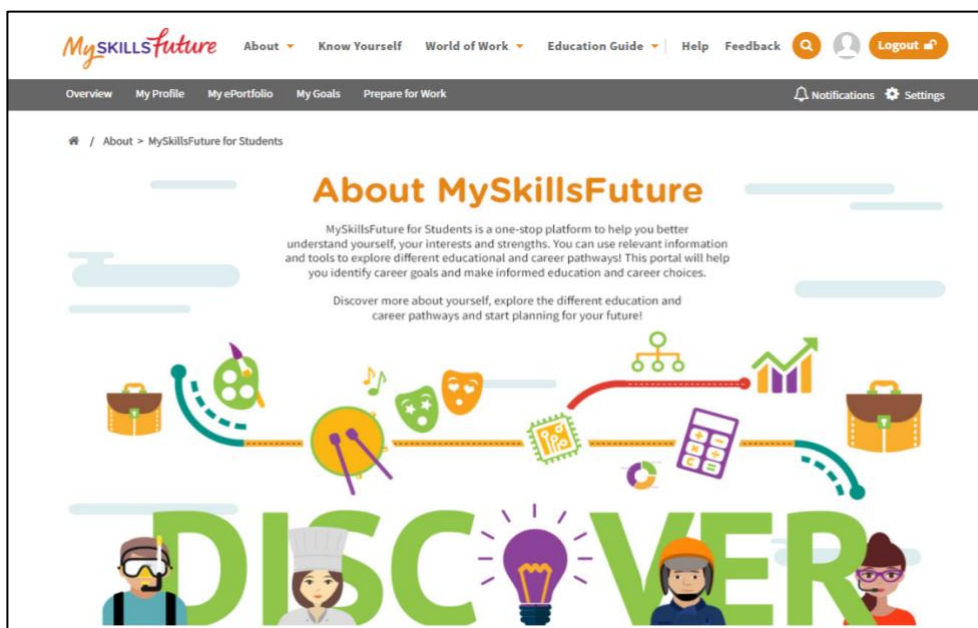 MySKILLSfuture About Know Yourself World of Work Education Guide Help Feedback Logout
Overview My Profile My ePortfolio My Goals Prepare for Work Notifications Settings
/ About > MySkillsFuture for Students
About MySkillsFuture
MySkillsFuture for Students is a one-stop platform to help you better
understand yourself, your interests and strengths. You can use relevant information
and tools to explore different educational and career pathways! This portal will help
you identify career goals and make informed education and career choices.
Discover more about yourself, explore the different education and
career pathways and start planning for your future!
DISCOVER